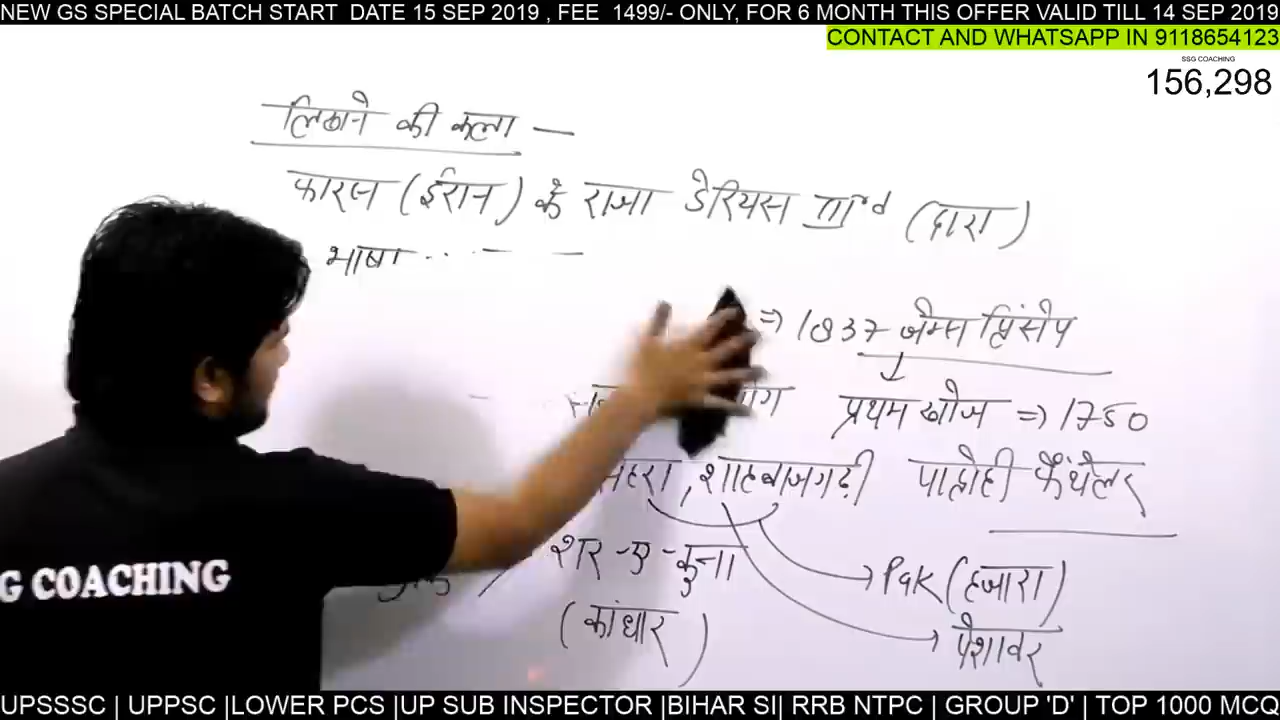 NEW GS SPECIAL BATCH START DATE 15 SEP 2019 , FEE 1499/- ONLY, FOR 6 MONTH THIS OFFER VALID TILL 14 SEP 2019
CONTACT AND WHATSAPP IN 9118654123
SSG COACHING
156,298
लिखने की कला —
फारस (ईरान) के राजा डेरियस IIIrd (दारा)
भाषा
⇒ 1837 जेम्स प्रिंसेप
प्रथम खोज ⇒ 1750
शाहबाजगढ़ी पाद्रेटी कैंथेलर
शर-ए-कुना
Pak (हजारा)
(कांधार)
पेशावर
G COACHING
UPSSSC | UPPSC |LOWER PCS |UP SUB INSPECTOR |BIHAR SI| RRB NTPC | GROUP 'D' | TOP 1000 MCQ